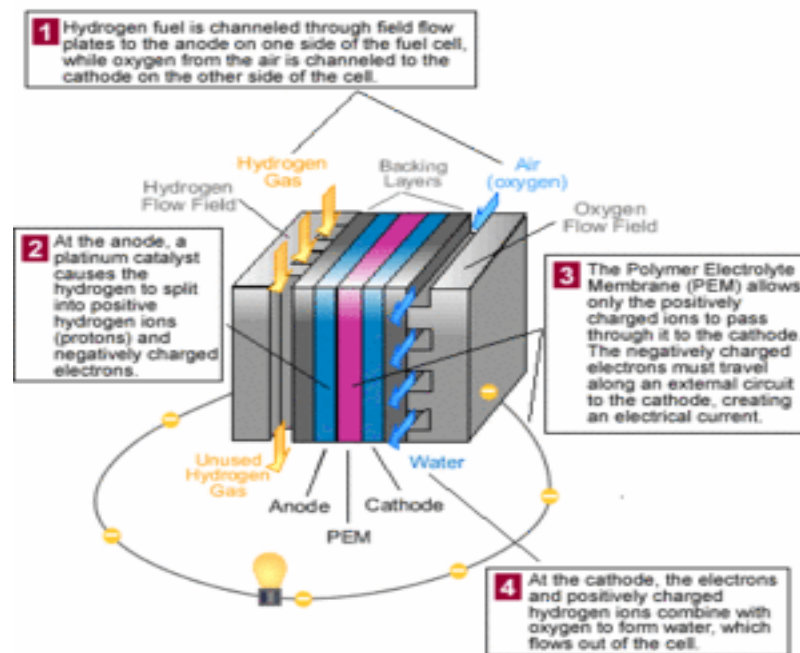 1 Hydrogen fuel is channeled through field flow
plates to the anode on one side of the fuel cell,
while oxygen from the air is channeled to the
cathode on the other side of the cell.
Hydrogen
Gas
Backing
Layers
Air
(oxygen)
Hydrogen
Flow Field
Oxygen
Flow Field
2 At the anode, a
platinum catalyst
causes the
hydrogen to split
into positive
hydrogen ions
(protons) and
negatively charged
electrons.
3 The Polymer Electrolyte
Membrane (PEM) allows
only the positively
charged ions to pass
through it to the cathode.
The negatively charged
electrons must travel
along an external circuit
to the cathode, creating
an electrical current.
Unused
Hydrogen
Gas
Water
Anode
Cathode
PEM
4 At the cathode, the electrons
and positively charged
hydrogen ions combine with
oxygen to form water, which
flows out of the cell.